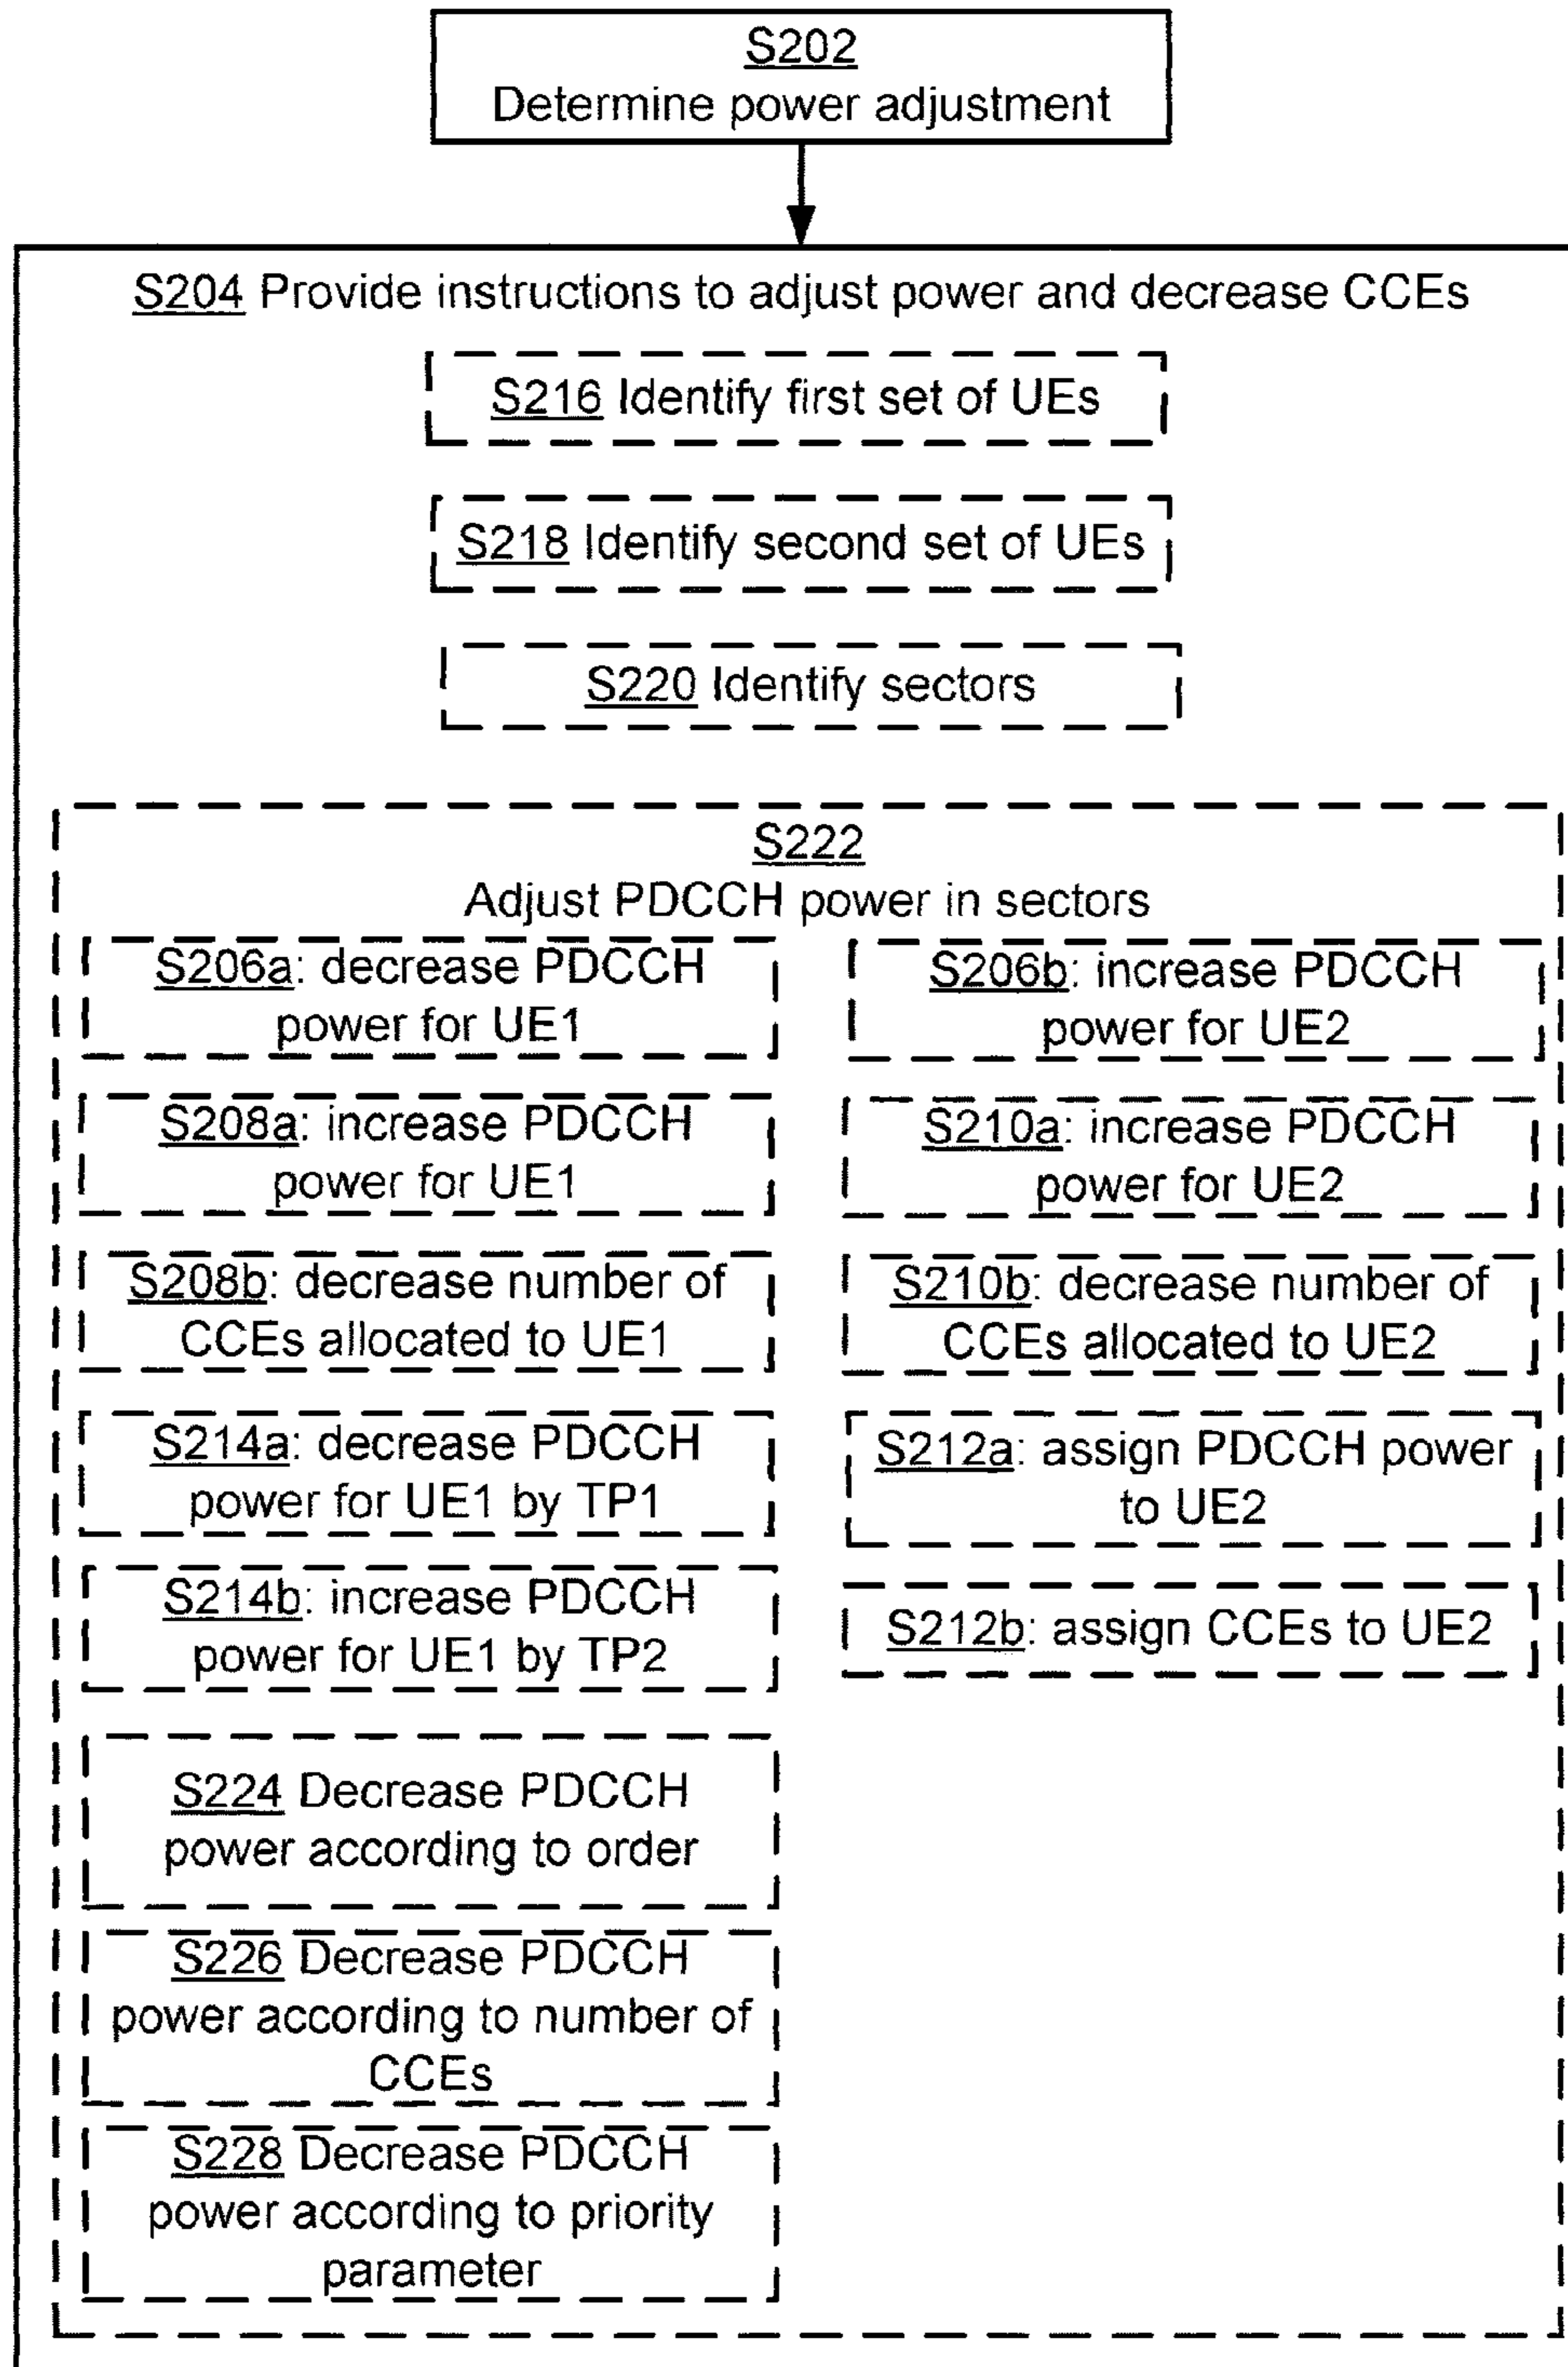 S202
Determine power adjustment
S204 Provide instructions to adjust power and decrease CCEs
S216 Identify first set of UEs
S218 Identify second set of UEs
S220 Identify sectors
S222
Adjust PDCCH power in sectors
S206a: decrease PDCCH
power for UE1
S206b: increase PDCCH
power for UE2
S208a: increase PDCCH
power for UE1
S210a: increase PDCCH
power for UE2
S208b: decrease number of
CCEs allocated to UE1
S210b: decrease number of
CCEs allocated to UE2
S214a: decrease PDCCH
power for UE1 by TP1
S212a: assign PDCCH power
to UE2
S214b: increase PDCCH
power for UE1 by TP2
S212b: assign CCEs to UE2
S224 Decrease PDCCH
power according to order
S226 Decrease PDCCH
power according to number of
CCEs
S228 Decrease PDCCH
power according to priority
parameter